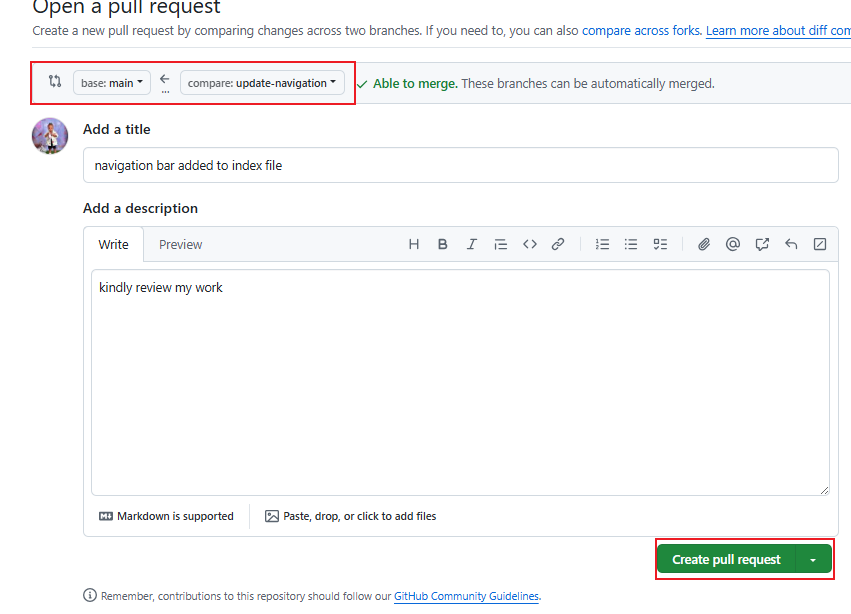 Open a pull request
Create a new pull request by comparing changes across two branches. If you need to, you can also compare across forks. Learn more about diff com
base: main
compare: update-navigation
...
Able to merge. These branches can be automatically merged.
Add a title
navigation bar added to index file
Add a description
Write Preview
kindly review my work
Markdown is supported
Paste, drop, or click to add files
Create pull request
Remember, contributions to this repository should follow our GitHub Community Guidelines.